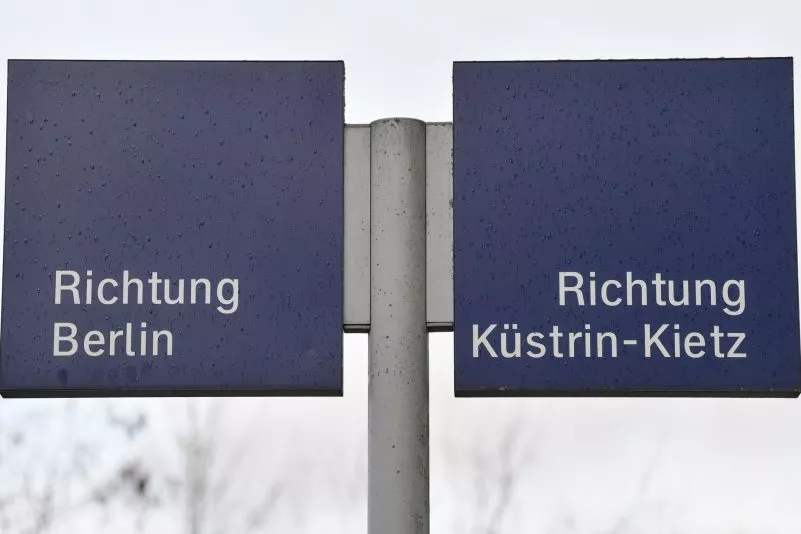 Richtung
Berlin
Richtung
Küstrin-Kietz